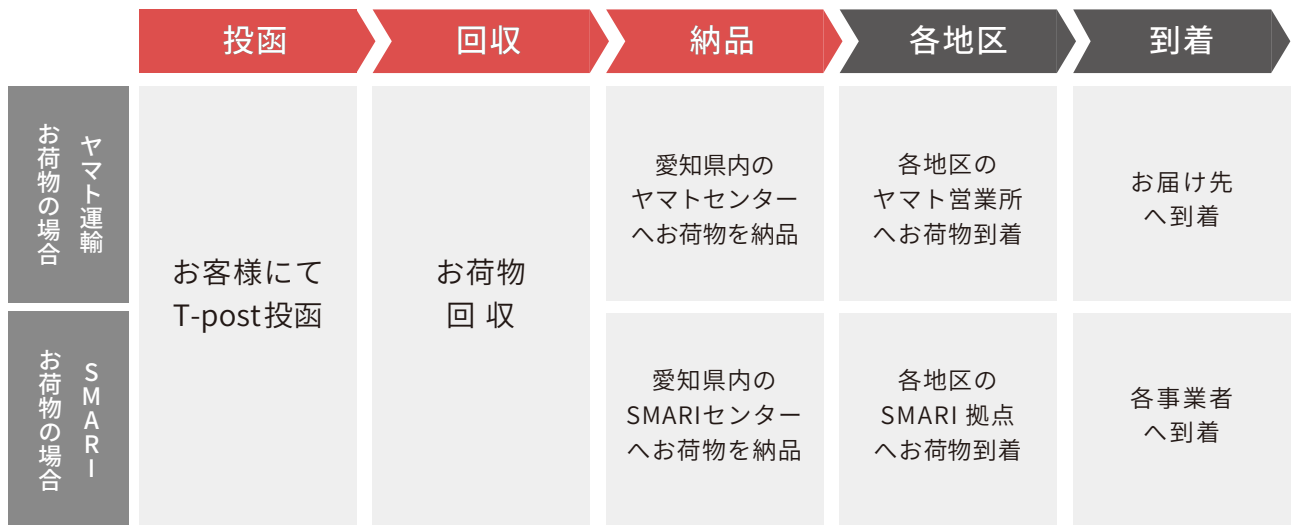 投函
回収
納品
各地区
到着
ヤマト運輸
お荷物の場合
お客様にて
T-post投函
お荷物
回 収
愛知県内の
ヤマトセンター
へお荷物を納品
各地区の
ヤマト営業所
へお荷物到着
お届け先
へ到着
SMARI
お荷物の場合
愛知県内の
SMARIセンター
へお荷物を納品
各地区の
SMARI 拠点
へお荷物到着
各事業者
へ到着